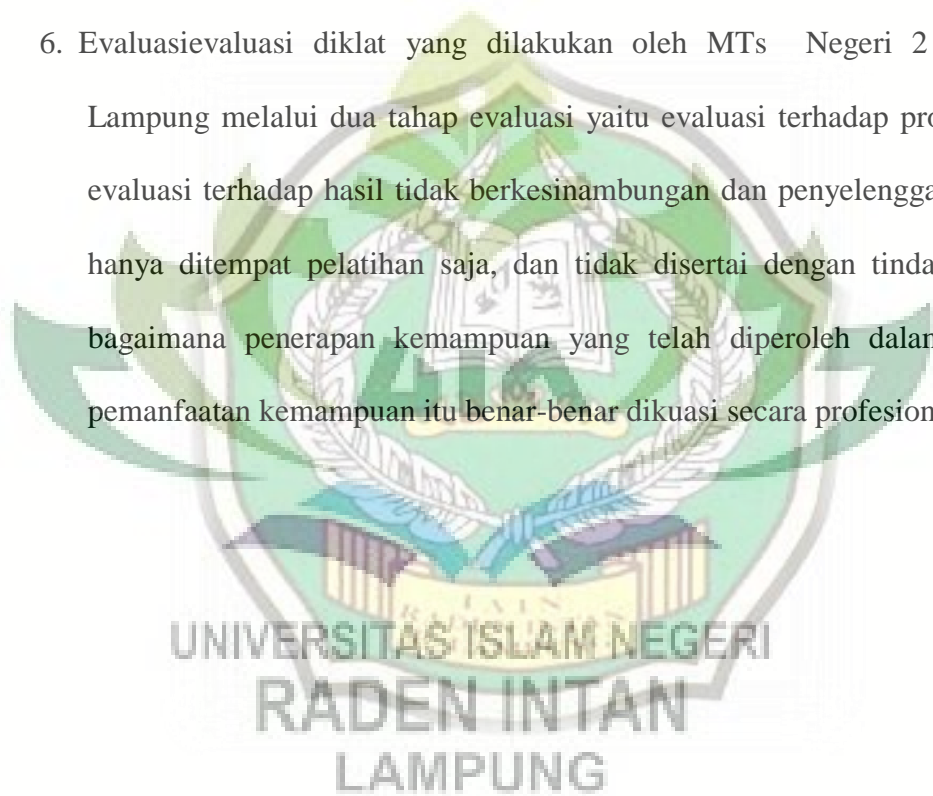 6. Evaluasievaluasi diklat yang dilakukan oleh MTs Negeri 2
Lampung melalui dua tahap evaluasi yaitu evaluasi terhadap pro
evaluasi terhadap hasil tidak berkesinambungan dan penyelengga
hanya ditempat pelatihan saja, dan tidak disertai dengan tinda
bagaimana penerapan kemampuan yang telah diperoleh dalam
pemanfaatan kemampuan itu benar-benar dikuasi secara profesion
IAIN
UNIVERSITAS ISLAM NEGERI
RADEN INTAN
LAMPUNG